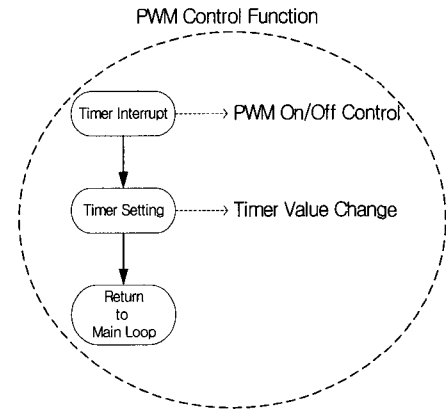 PWM Control Function
Timer Interrupt
PWM On/Off Control
Timer Setting
Timer Value Change
Return
to
Main Loop